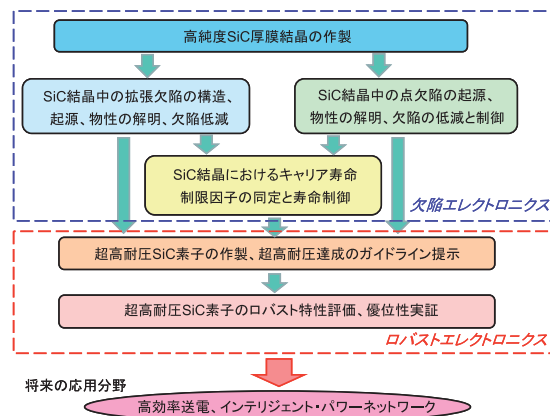 高純度SiC厚膜結晶の作製
SiC結晶中の拡張欠陥の構造、
起源、物性の解明、欠陥低減
SiC結晶中の点欠陥の起源、
物性の解明、欠陥の低減と制御
SiC結晶におけるキャリア寿命
制限因子の同定と寿命制御
欠陥エレクトロニクス
超高耐圧SiC素子の作製、超高耐圧達成のガイドライン提示
超高耐圧SiC素子のロバスト特性評価、優位性実証
ロバストエレクトロニクス
将来の応用分野
高効率送電、インテリジェント・パワーネットワーク